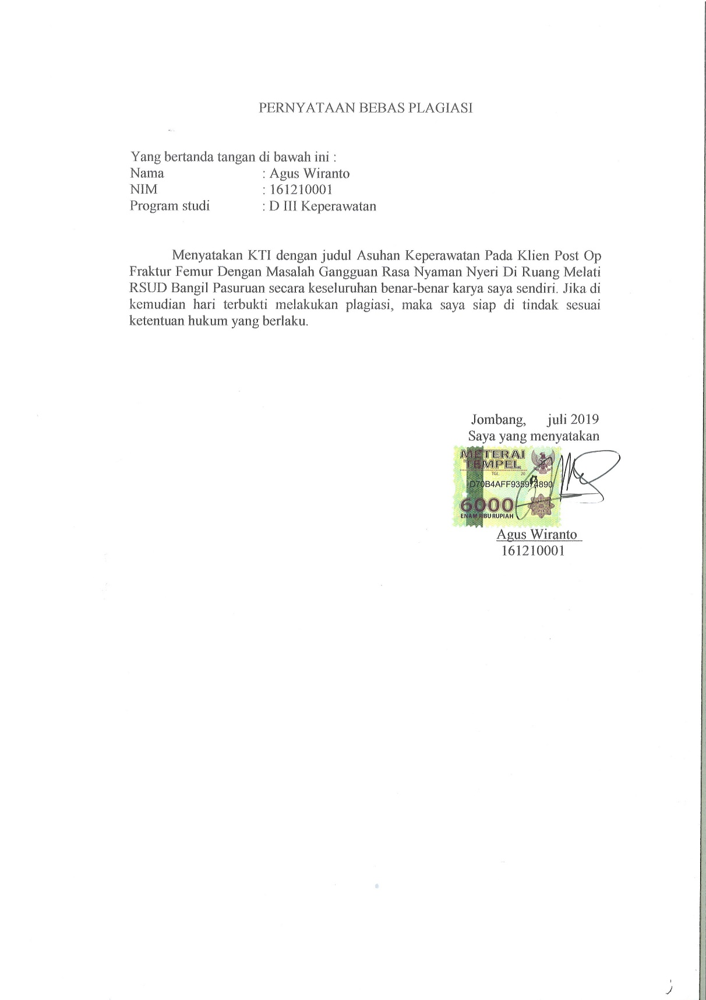 PERNYATAAN BEBAS PLAGIASI
Yang bertanda tangan di bawah ini :
Nama : Agus Wiranto
NIM : 161210001
Program studi : D III Keperawatan
Menyatakan KTI dengan judul Asuhan Keperawatan Pada Klien Post Op
Fraktur Femur Dengan Masalah Gangguan Rasa Nyaman Nyeri Di Ruang Melati
RSUD Bangil Pasuruan secara keseluruhan benar-benar karya saya sendiri. Jika di
kemudian hari terbukti melakukan plagiasi, maka saya siap di tindak sesuai
ketentuan hukum yang berlaku.
Jombang, juli 2019
Saya yang menyatakan
METERAI
TEMPEL
TGL. 20
6000
ENAM RIBU RUPIAH
Agus Wiranto
161210001